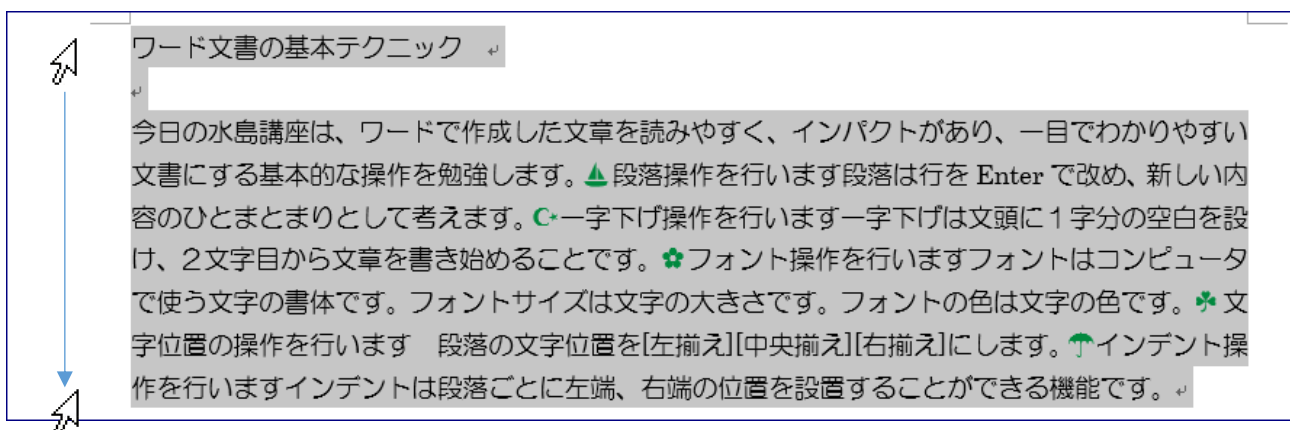 ワード文書の基本テクニック
今日の水島講座は、ワードで作成した文章を読みやすく、インパクトがあり、一目でわかりやすい
文書にする基本的な操作を勉強します。段落操作を行います段落は行を Enter で改め、新しい内
容のひとまとまりとして考えます。一字下げ操作を行います一字下げは文頭に１字分の空白を設
け、２文字目から文章を書き始めることです。フォント操作を行いますフォントはコンピュータ
で使う文字の書体です。フォントサイズは文字の大きさです。フォントの色は文字の色です。文
字位置の操作を行います　段落の文字位置を[左揃え][中央揃え][右揃え]にします。インデント操
作を行いますインデントは段落ごとに左端、右端の位置を設置することができる機能です。